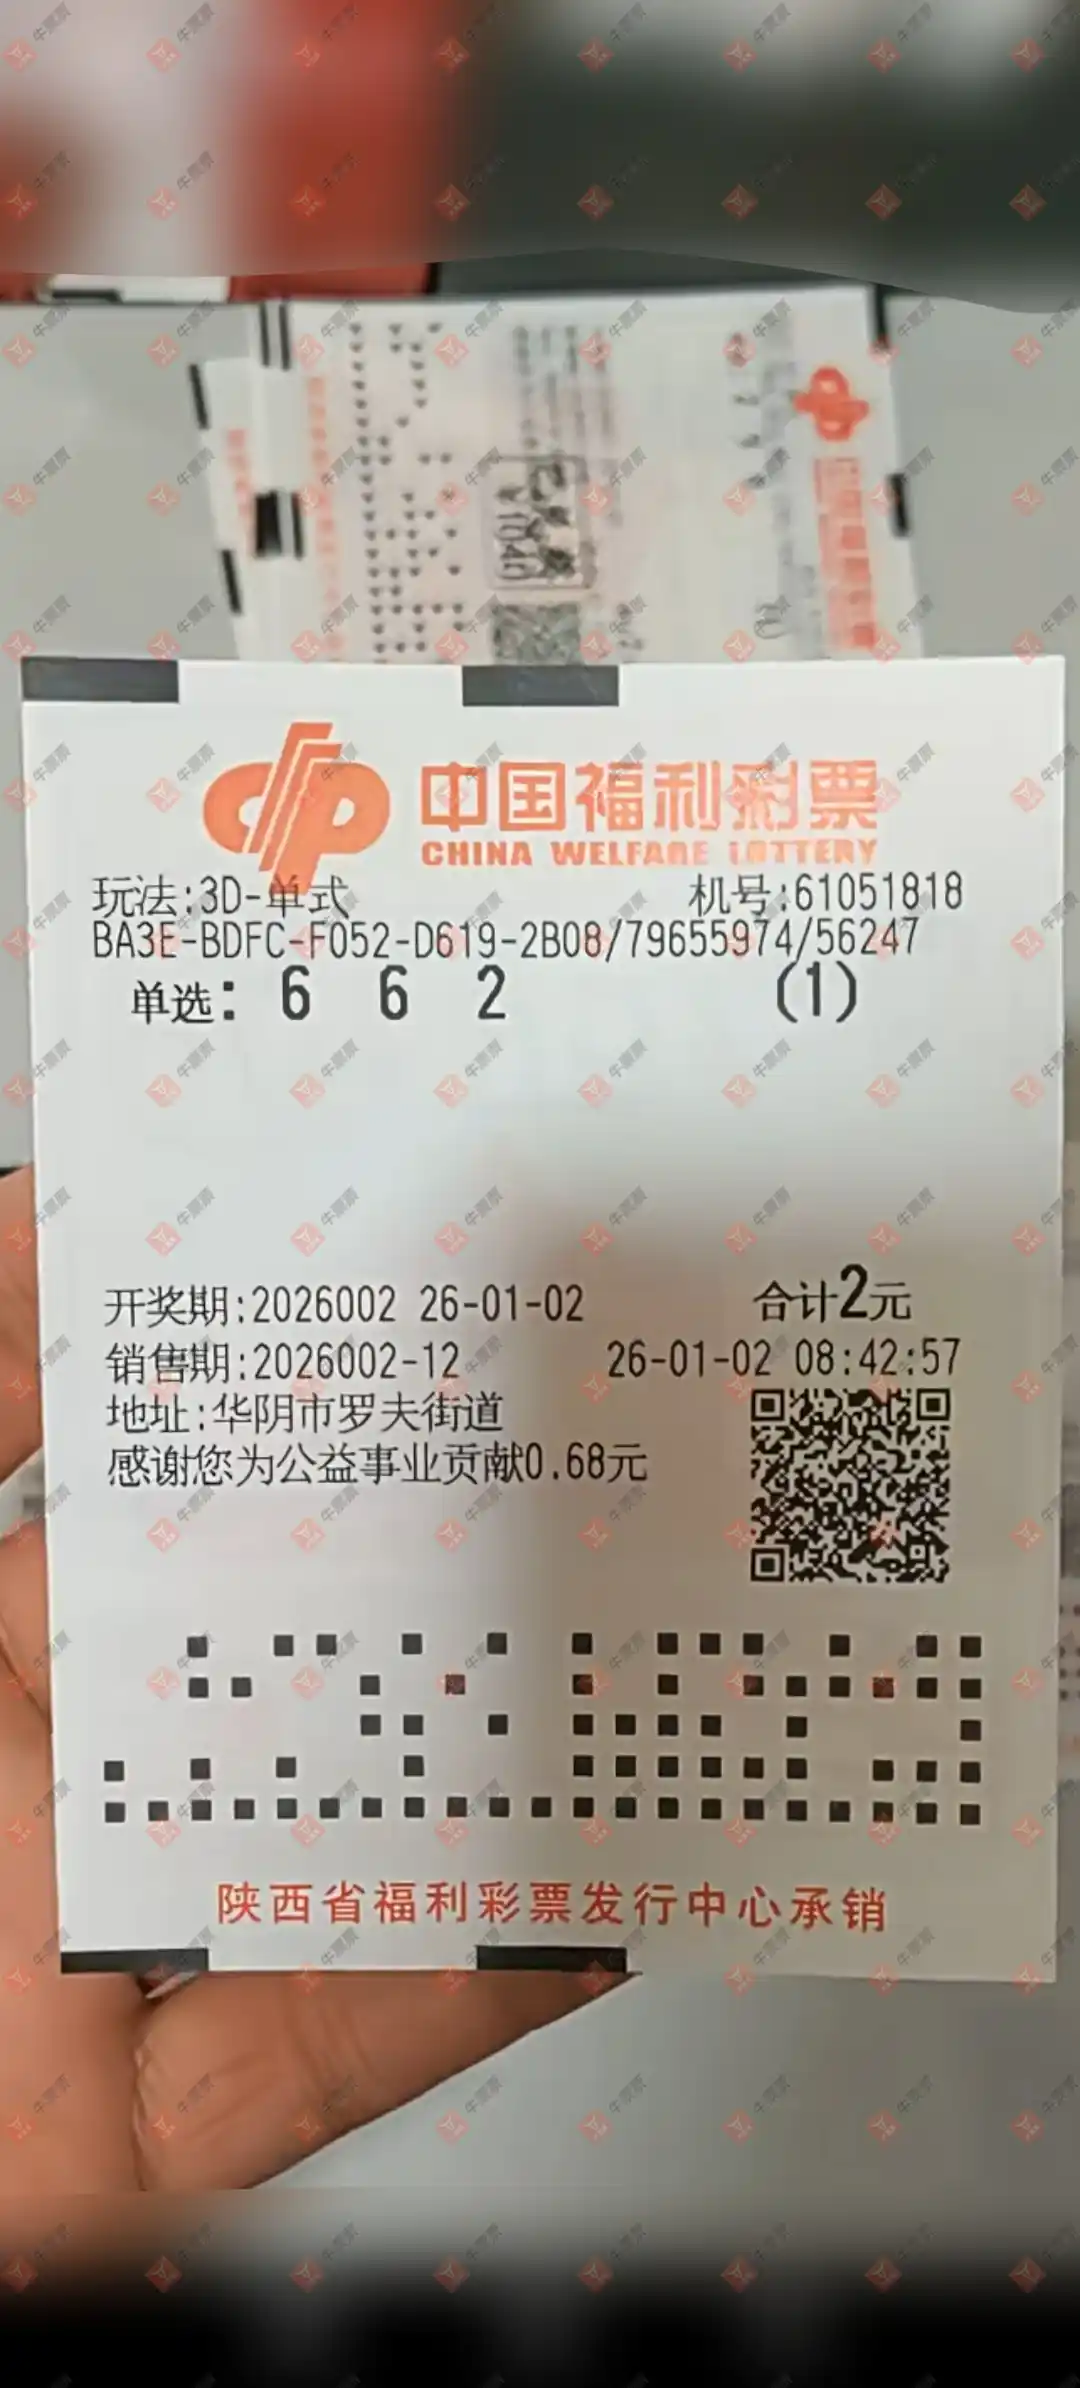 中国福利彩票
CHINA WELFARE LOTTERY
玩法:3D-单式 机号:61051818
BA3E-BDFC-F052-D619-2B08/79655974/56247
单选: 6 6 2 (1)
开奖期:2026002 26-01-02 合计2元
销售期:2026002-12 26-01-02 08:42:57
地址:华阴市罗夫街道
感谢您为公益事业贡献0.68元
陕西省福利彩票发行中心承销
牛票票